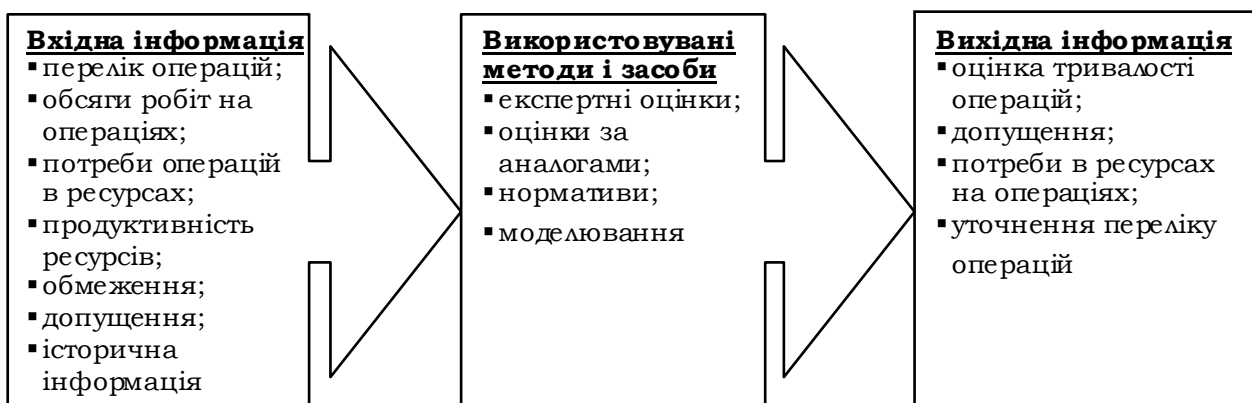 Вхідна інформація
▪ перелік операцій;
▪ обсяги робіт на
операціях;
▪ потреби операцій
в ресурсах;
▪ продуктивність
ресурсів;
▪ обмеження;
▪ допущення;
▪ історична
інформація
Використовувані
методи і засоби
▪ експертні оцінки;
▪ оцінки за
аналогами;
▪ нормативи;
▪ моделювання
Вихідна інформація
▪ оцінка тривалості
операцій;
▪ допущення;
▪ потреби в ресурсах
на операціях;
▪ уточнення переліку
операцій